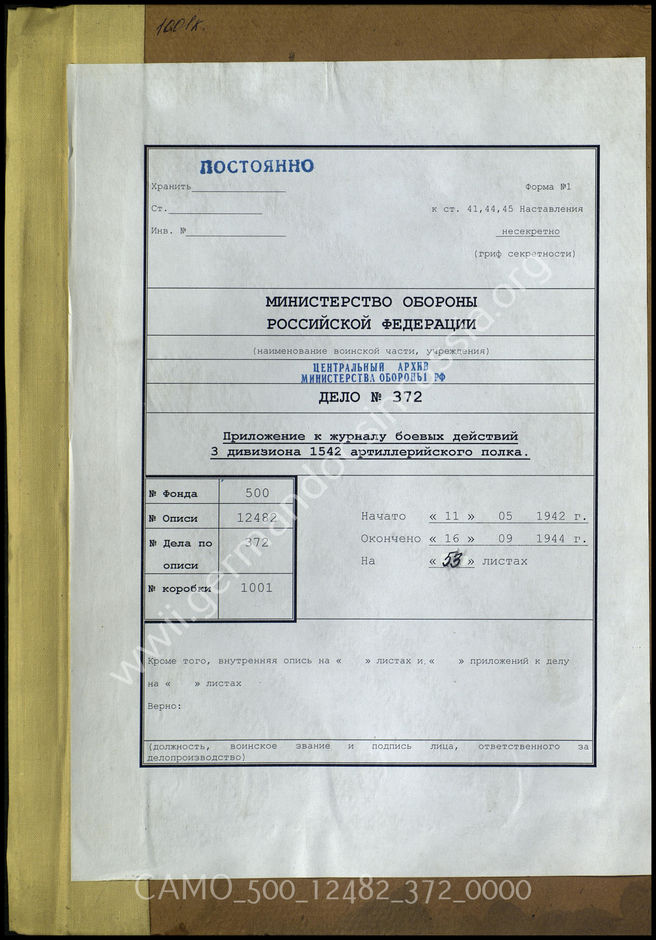 ПОСТОЯННО
Хранить
Форма №1
Ст.
к ст. 41,44,45 Наставления
Инв. №
несекретно
(гриф секретности)
МИНИСТЕРСТВО ОБОРОНЫ
РОССИЙСКОЙ ФЕДЕРАЦИИ
(наименование воинской части, учреждения)
ЦЕНТРАЛЬНЫЙ АРХИВ
МИНИСТЕРСТВА ОБОРОНЫ РФ
ДЕЛО № 372
Приложение к журналу боевых действий
3 дивизиона 1542 артиллерийского полка.
№ Фонда 500
№ Описи 12482
№ Дела по описи 372
№ коробки 1001
Начато « 11 » 05 1942 г.
Окончено « 16 » 09 1944 г.
На « 53 » листах
Кроме того, внутренняя опись на « » листах и « » приложений к делу
на « » листах
Верно:
(должность, воинское звание и подпись лица, ответственного за
делопроизводство)
www.germandocsinrussia.org
CAMO_500_12482_372_0000